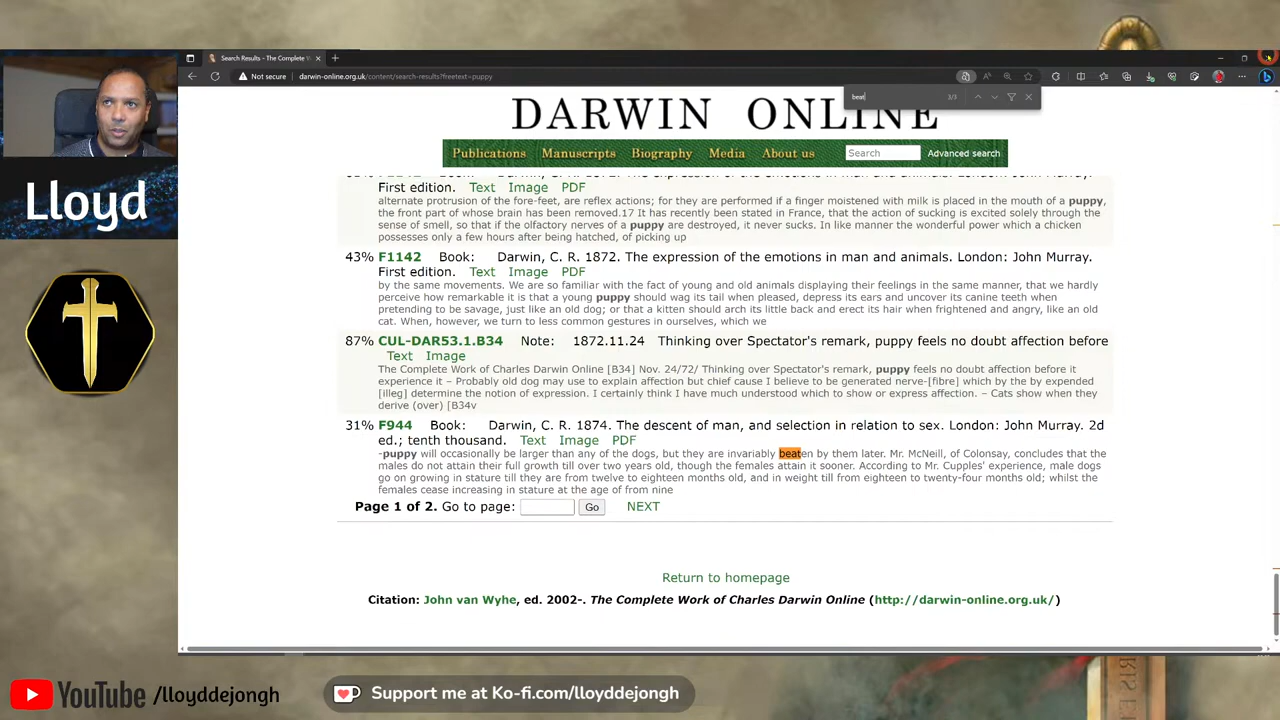 Search Results - The Complete W
Not secure
darwin-online.org.uk/content/search-results?freetext=puppy
beat
3/3
DARWIN ONLINE
Publications Manuscripts Biography Media About us Search Advanced search
First edition. Text Image PDF
alternate protrusion of the fore-feet, are reflex actions; for they are performed if a finger moistened with milk is placed in the mouth of a puppy,
the front part of whose brain has been removed.17 It has recently been stated in France, that the action of sucking is excited solely through the
sense of smell, so that if the olfactory nerves of a puppy are destroyed, it never sucks. In like manner the wonderful power which a chicken
possesses only a few hours after being hatched, of picking up
43% F1142 Book: Darwin, C. R. 1872. The expression of the emotions in man and animals. London: John Murray.
First edition. Text Image PDF
by the same movements. We are so familiar with the fact of young and old animals displaying their feelings in the same manner, that we hardly
perceive how remarkable it is that a young puppy should wag its tail when pleased, depress its ears and uncover its canine teeth when
pretending to be savage, just like an old dog; or that a kitten should arch its little back and erect its hair when frightened and angry, like an old
cat. When, however, we turn to less common gestures in ourselves, which we
87% CUL-DAR53.1.B34 Note: 1872.11.24 Thinking over Spectator's remark, puppy feels no doubt affection before
Text Image
The Complete Work of Charles Darwin Online [B34] Nov. 24/72/ Thinking over Spectator's remark, puppy feels no doubt affection before it
experience it – Probably old dog may use to explain affection but chief cause I believe to be generated nerve-[fibre] which by the by expended
[illeg] determine the notion of expression. I certainly think I have much understood which to show or express affection. – Cats show when they
derive (over) [B34v
31% F944 Book: Darwin, C. R. 1874. The descent of man, and selection in relation to sex. London: John Murray. 2d
ed.; tenth thousand. Text Image PDF
-puppy will occasionally be larger than any of the dogs, but they are invariably beaten by them later. Mr. McNeill, of Colonsay, concludes that the
males do not attain their full growth till over two years old, though the females attain it sooner. According to Mr. Cupples' experience, male dogs
go on growing in stature till they are from twelve to eighteen months old, and in weight till from eighteen to twenty-four months old; whilst the
females cease increasing in stature at the age of from nine
Page 1 of 2. Go to page: Go NEXT
Return to homepage
Citation: John van Wyhe, ed. 2002-. The Complete Work of Charles Darwin Online (http://darwin-online.org.uk/)
Lloyd
YouTube /lloyddejongh
Support me at Ko-fi.com/lloyddejongh